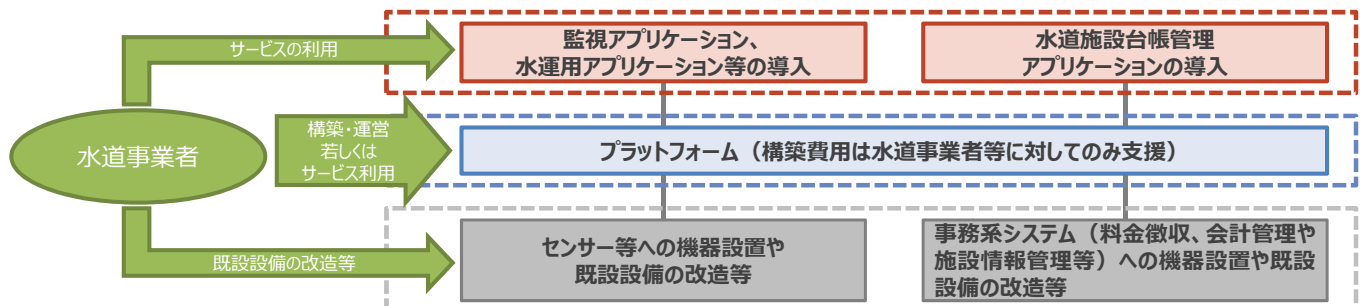 サービスの利用
監視アプリケーション、
水運用アプリケーション等の導入
水道施設台帳管理
アプリケーションの導入
水道事業者
構築・運営
若しくは
サービス利用
プラットフォーム（構築費用は水道事業者等に対してのみ支援）
既設設備の改造等
センサー等への機器設置や
既設設備の改造等
事務系システム（料金徴収、会計管理や
施設情報管理等）への機器設置や既設
設備の改造等